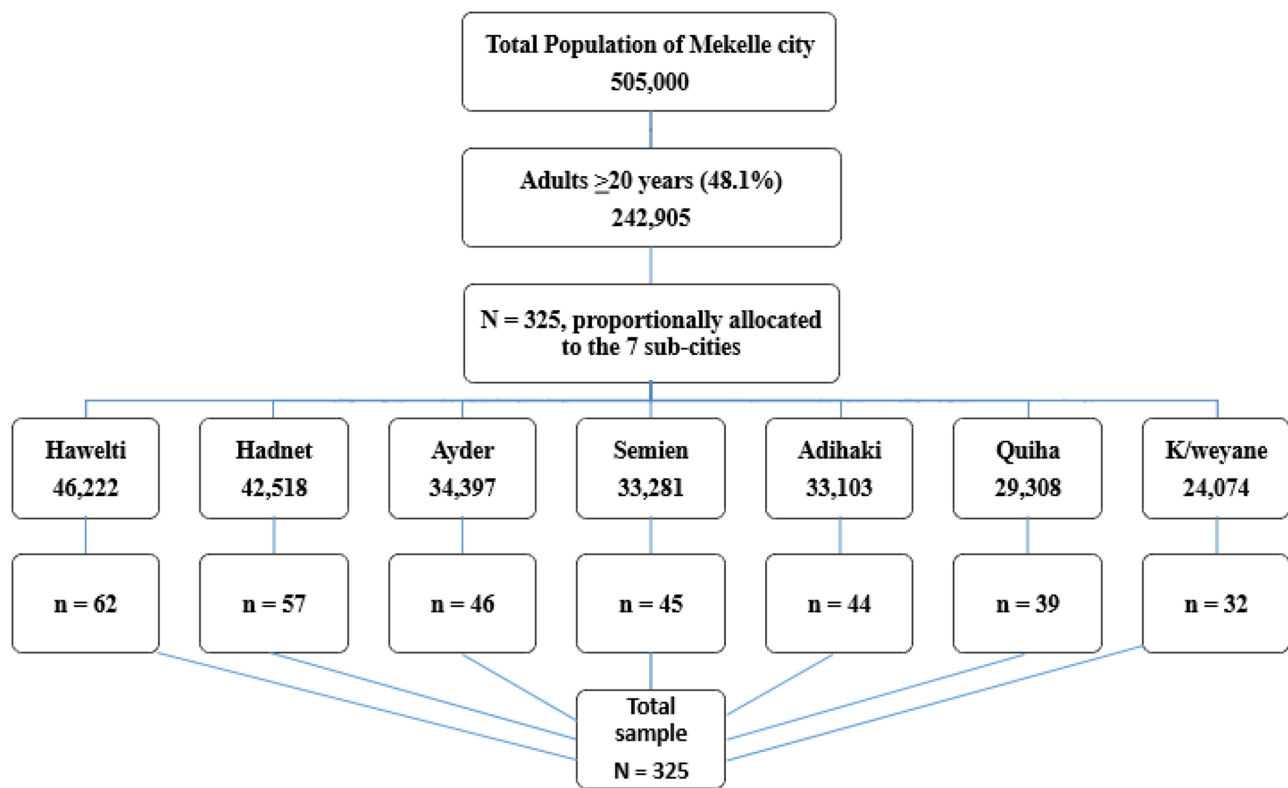 Total Population of Mekelle city
505,000
Adults ≥20 years (48.1%)
242,905
N = 325, proportionally allocated
to the 7 sub-cities
Hawelti
46,222
Hadnet
42,518
Ayder
34,397
Semien
33,281
Adihaki
33,103
Quiha
29,308
K/weyane
24,074
n = 62
n = 57
n = 46
n = 45
n = 44
n = 39
n = 32
Total
sample
N = 325